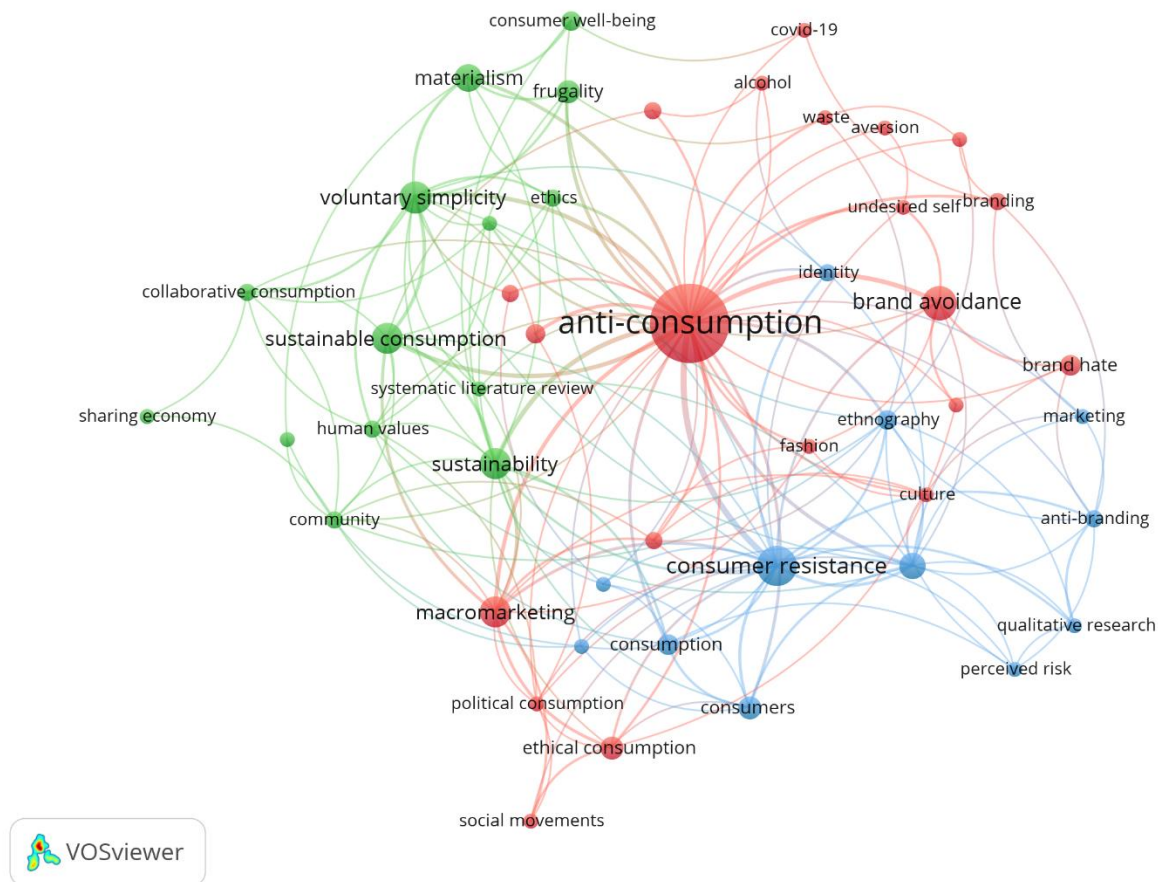 consumer well-being
covid-19
materialism
alcohol
frugality
waste
aversion
voluntary simplicity
ethics
undesired self
branding
identity
collaborative consumption
brand avoidance
anti-consumption
sustainable consumption
brand hate
systematic literature review
sharing economy
ethnography
marketing
human values
fashion
sustainability
culture
community
anti-branding
consumer resistance
macromarketing
qualitative research
consumption
perceived risk
political consumption
consumers
ethical consumption
social movements
VOSviewer